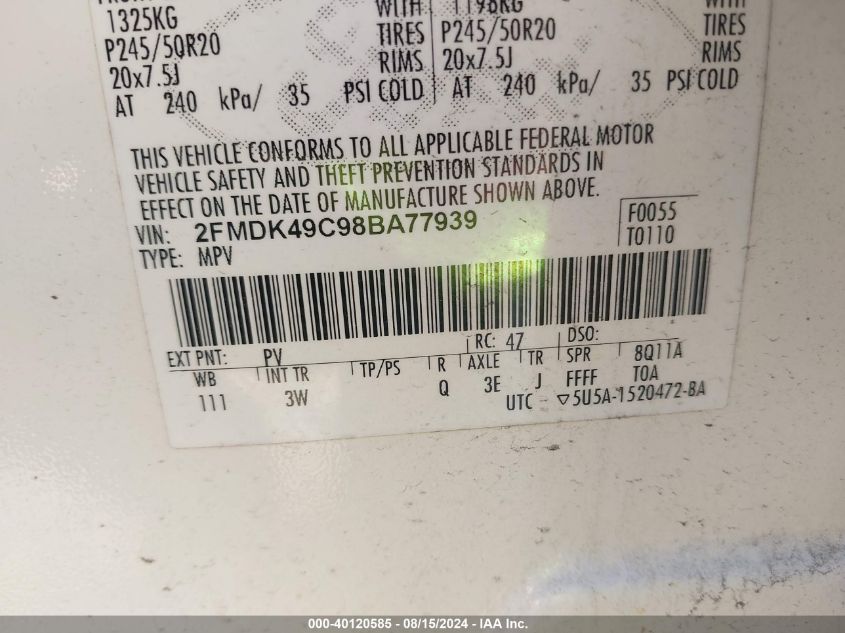 1325KG WITH 1198KG
P245/50R20 TIRES P245/50R20 TIRES
20x7.5J RIMS 20x7.5J RIMS
AT 240 kPa/ 35 PSI COLD AT 240 kPa/ 35 PSI COLD
THIS VEHICLE CONFORMS TO ALL APPLICABLE FEDERAL MOTOR
VEHICLE SAFETY AND THEFT PREVENTION STANDARDS IN
EFFECT ON THE DATE OF MANUFACTURE SHOWN ABOVE.
VIN: 2FMDK49C98BA77939 F0055
TYPE: MPV T0110
EXT PNT: PV RC: 47 DSO:
WB INT TR TP/PS R AXLE TR SPR 8Q11A
111 3W Q 3E J FFFF TOA
UTC ▽5U5A-1520472-BA
000-40120585 - 08/15/2024 - IAA Inc.